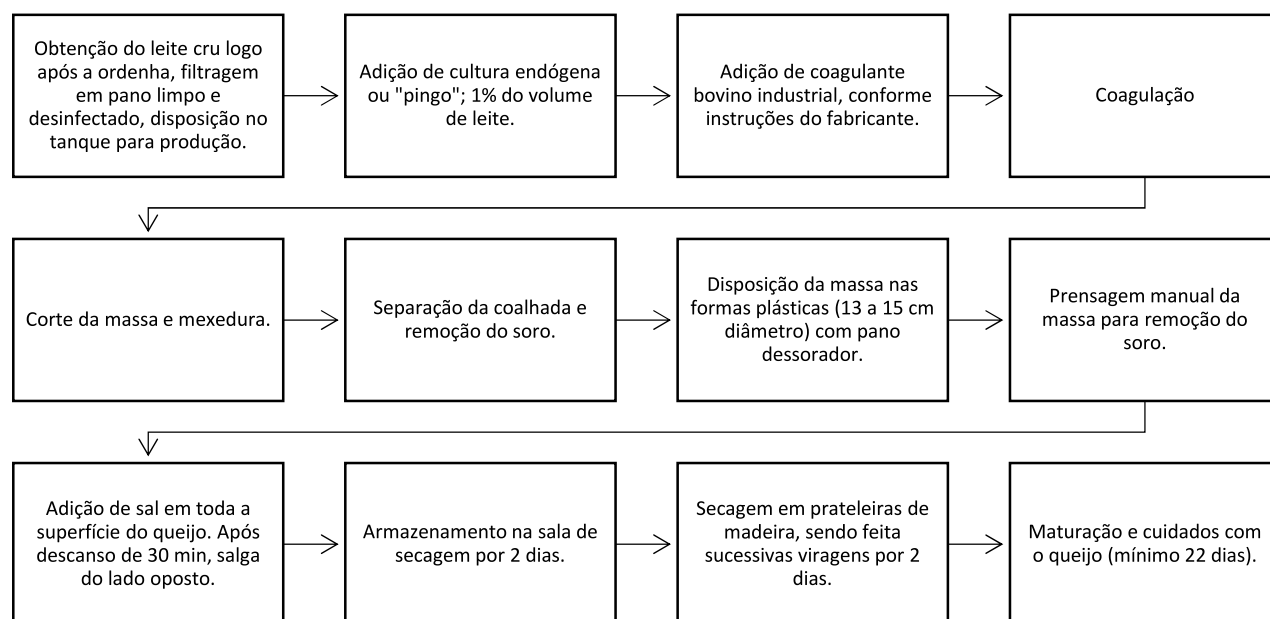 Obtenção do leite cru logo
após a ordenha, filtragem
em pano limpo e
desinfectado, disposição no
tanque para produção.
Adição de cultura endógena
ou "pingo"; 1% do volume
de leite.
Adição de coagulante
bovino industrial, conforme
instruções do fabricante.
Coagulação
Corte da massa e mexedura.
Separação da coalhada e
remoção do soro.
Disposição da massa nas
formas plásticas (13 a 15 cm
diâmetro) com pano
dessorador.
Prensagem manual da
massa para remoção do
soro.
Adição de sal em toda a
superfície do queijo. Após
descanso de 30 min, salga
do lado oposto.
Armazenamento na sala de
secagem por 2 dias.
Secagem em prateleiras de
madeira, sendo feita
sucessivas viragens por 2
dias.
Maturação e cuidados com
o queijo (mínimo 22 dias).